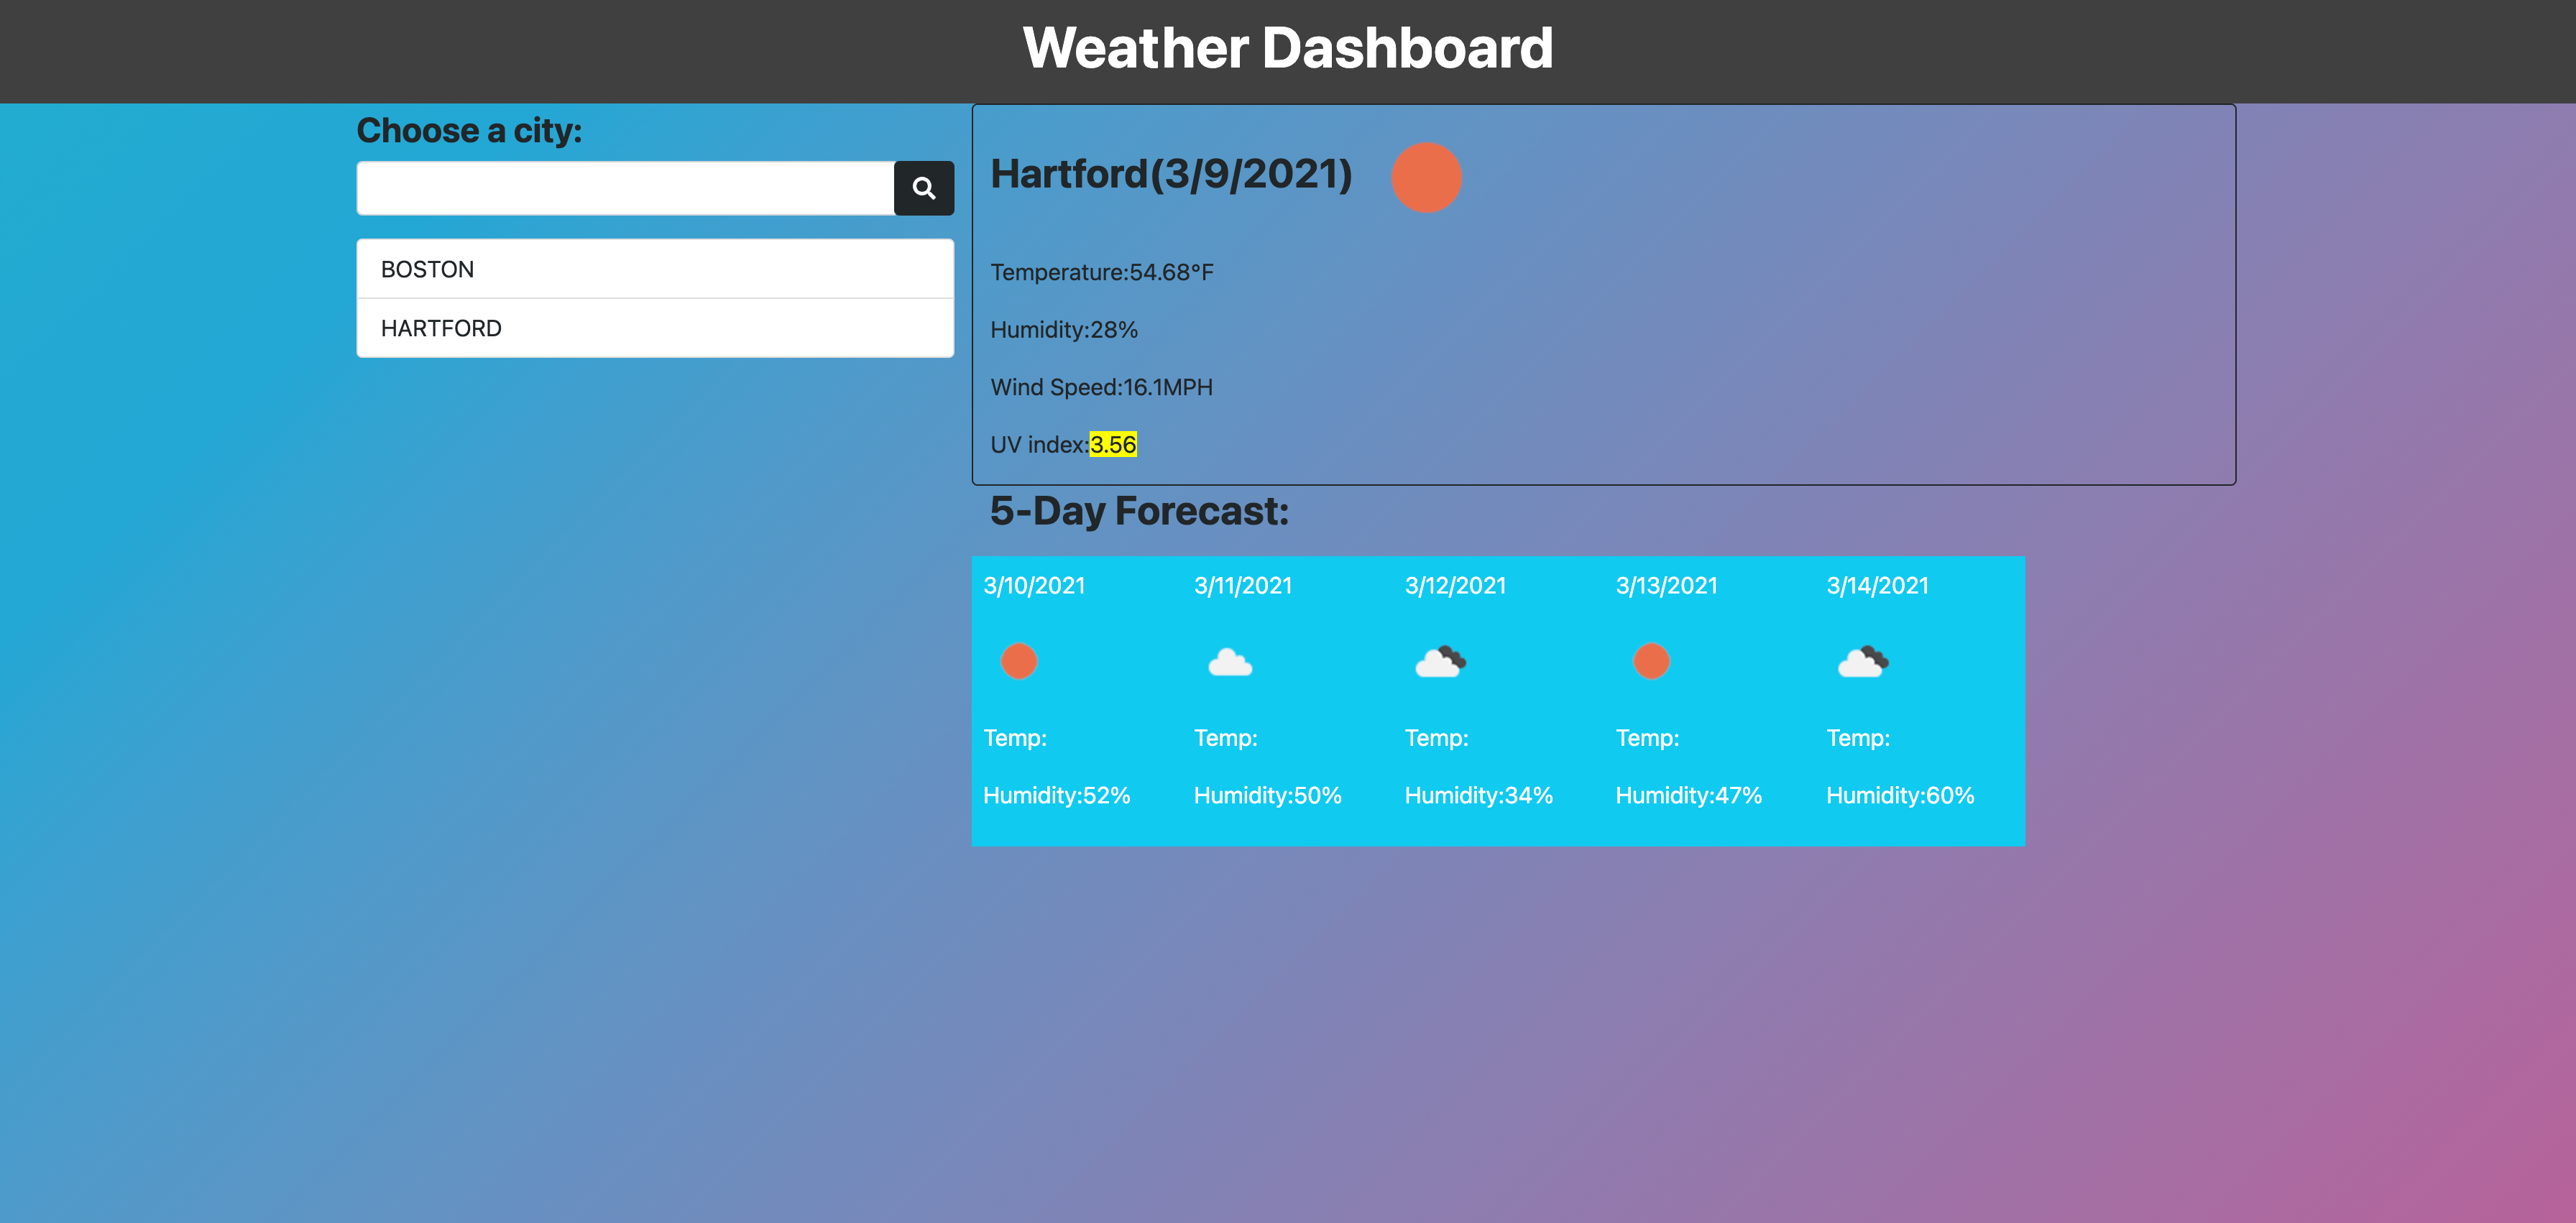 Weather Dashboard
Choose a city:
BOSTON
HARTFORD
Hartford(3/9/2021)
Temperature:54.68°F
Humidity:28%
Wind Speed:16.1MPH
UV index:3.56
5-Day Forecast:
3/10/2021 3/11/2021 3/12/2021 3/13/2021 3/14/2021
Temp: Temp: Temp: Temp: Temp:
Humidity:52% Humidity:50% Humidity:34% Humidity:47% Humidity:60%